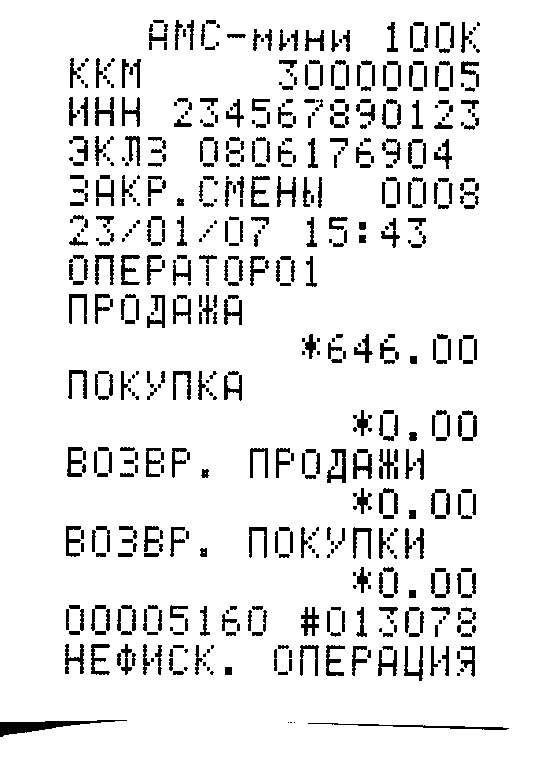 АМС-мини 100К
ККМ 30000005
ИНН 234567890123
ЭКЛЗ 0806176904
ЗАКР.СМЕНЫ 0008
23/01/07 15:43
ОПЕРАТОР01
ПРОДАЖА
*646.00
ПОКУПКА
*0.00
ВОЗВР. ПРОДАЖИ
*0.00
ВОЗВР. ПОКУПКИ
*0.00
00005160 #013078
НЕФИСК. ОПЕРАЦИЯ